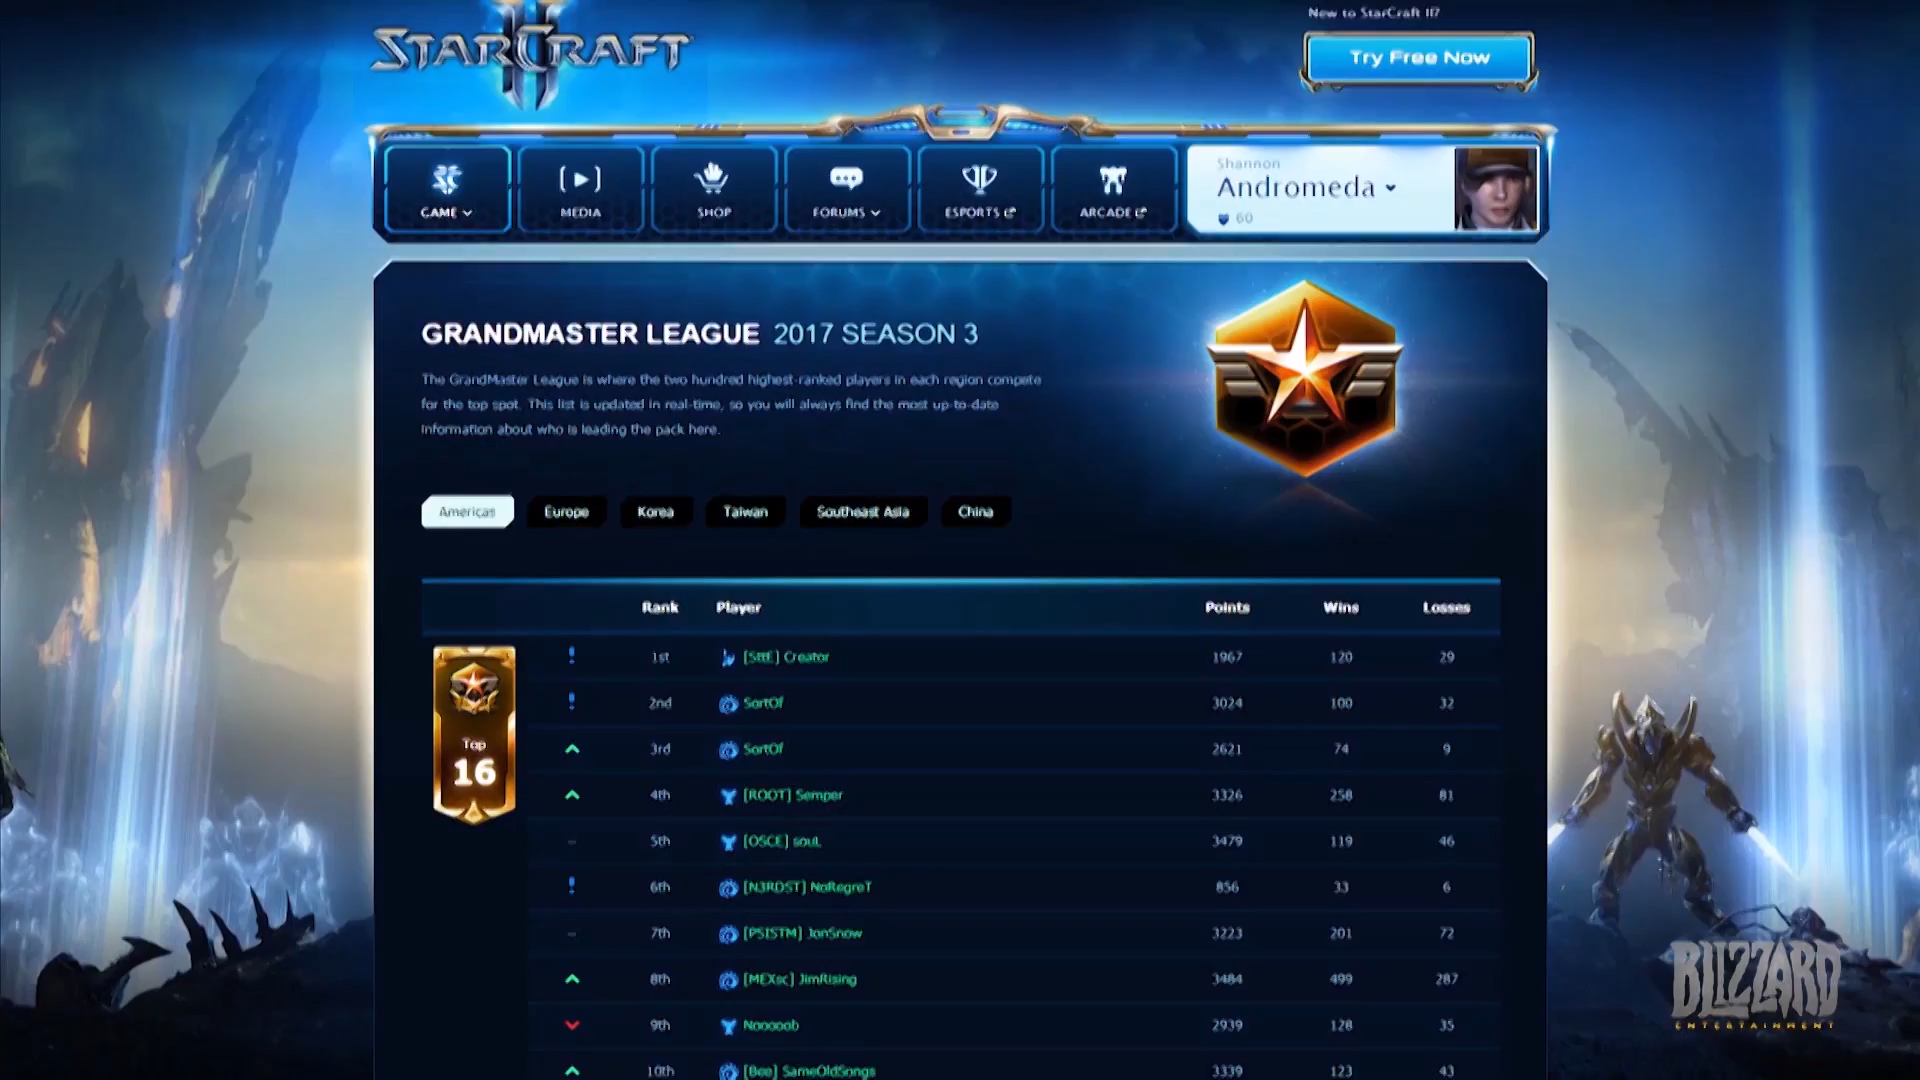 New to StarCraft II?
STARCRAFT II
Try Free Now
GAME
MEDIA
SHOP
FORUMS
ESPORTS
ARCADE
Shannon
Andromeda
60
GRANDMASTER LEAGUE 2017 SEASON 3
The GrandMaster League is where the two hundred highest-ranked players in each region compete
for the top spot. This list is updated in real-time, so you will always find the most up-to-date
information about who is leading the pack here.
Americas Europe Korea Taiwan Southeast Asia China
Rank Player Points Wins Losses
Top
16
1st Creator 1967 120 29
2nd SortOf 3024 100 32
3rd SortOf 2621 74 9
4th [ROOT] Semper 3326 258 81
5th [OSCE] souL 3479 119 46
6th [N3RDST] NoRegreT 856 33 6
7th [PSISTM] JonSnow 3223 201 72
8th [MEXsc] JimRising 3484 499 287
9th Nooooob 2939 128 35
10th [Bee] SameOldSongs 3339 123 43
BLIZZARD
ENTERTAINMENT